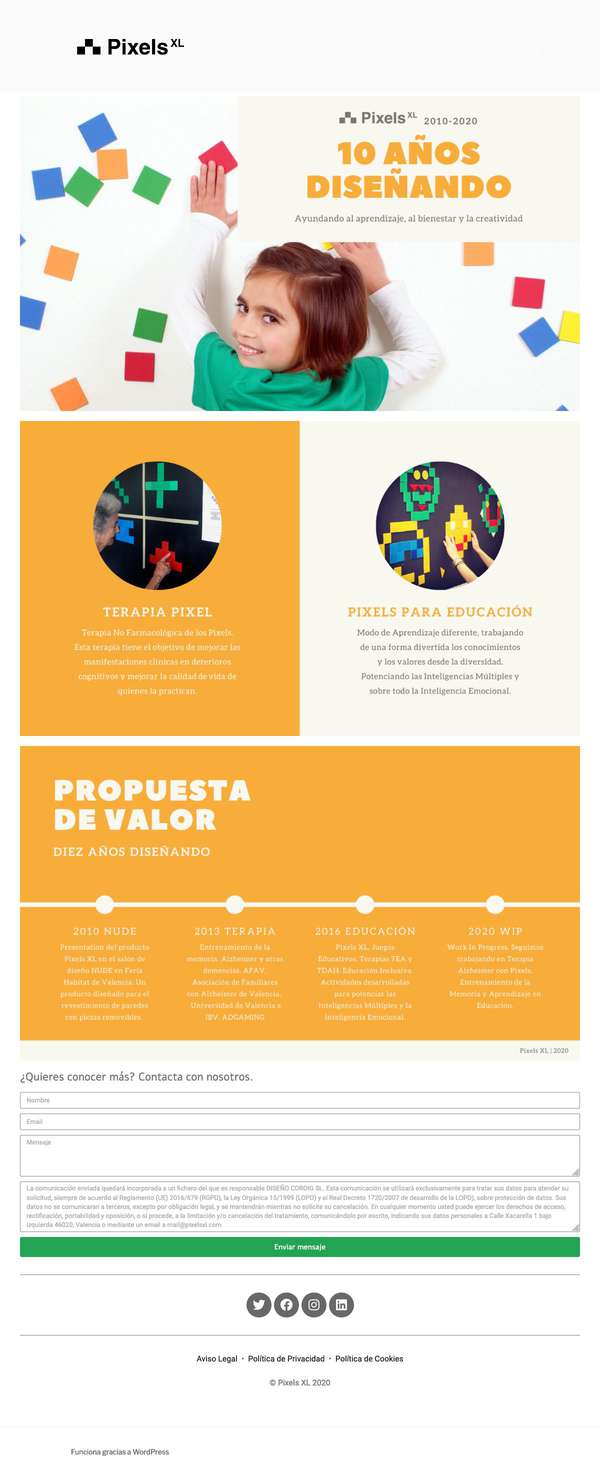 Pixels XL
Pixels XL 2010-2020
10 AÑOS
DISEÑANDO
Ayundando al aprendizaje, al bienestar y la creatividad
TERAPIA PIXEL
Terapia No Farmacológica de los Pixels.
Esta terapia tiene el objetivo de mejorar las
manifestaciones clínicas en deterioros
cognitivos y mejorar la calidad de vida de
quienes la practican.
PIXELS PARA EDUCACIÓN
Modo de Aprendizaje diferente, trabajando
de una forma divertida los conocimientos
y los valores desde la diversidad.
Potenciando las Inteligencias Múltiples y
sobre todo la Inteligencia Emocional.
PROPUESTA
DE VALOR
DIEZ AÑOS DISEÑANDO
2010 NUDE
Presentation del producto
Pixels XL en el salón de
diseño NUDE en Feria
Habitat de Valencia. Un
producto diseñado para el
revestimiento de paredes
con piezas removibles.
2013 TERAPIA
Entrenamiento de la
memoria. Alzheimer y otras
demencias. AFAV,
Asociación de Familiares
con Alzheimer de Valencia,
Universidad de Valencia e
IBV. ADGAMING
2016 EDUCACIÓN
Pixels XL, Juegos
Educativos. Terapias TEA y
TDAH. Educación Inclusiva.
Actividades desarrolladas
para potenciar las
Inteligencias Múltiples y la
Inteligencia Emocional.
2020 WIP
Work In Progress. Seguimos
trabajando en Terapia
Alzheimer con Pixels,
Entrenamiento de la
Memoria y Aprendizaje en
Educación.
Pixels XL | 2020
¿Quieres conocer más? Contacta con nosotros.
Nombre
Email
Mensaje
La comunicación enviada quedará incorporada a un fichero del que es responsable DISEÑO CORDIG SL. Esta comunicación se utilizará exclusivamente para tratar sus datos para atender su
solicitud, siempre de acuerdo al Reglamento (UE) 2016/679 (RGPD), la Ley Orgánica 15/1999 (LOPD) y el Real Decreto 1720/2007 de desarrollo de la LOPD), sobre protección de datos. Sus
datos no se comunicaran a terceros, excepto por obligación legal, y se mantendrán mientras no solicite su cancelación. En cualquier momento usted puede ejercer los derechos de acceso,
rectificación, portabilidad y oposición, o si procede, a la limitación y/o cancelación del tratamiento, comunicándolo por escrito, indicando sus datos personales a Calle Xacarella 1 bajo
izquierda 46020, Valencia o mediante un email a mail@pixelsxl.com
Enviar mensaje
Aviso Legal • Política de Privacidad • Política de Cookies
© Pixels XL 2020
Funciona gracias a WordPress